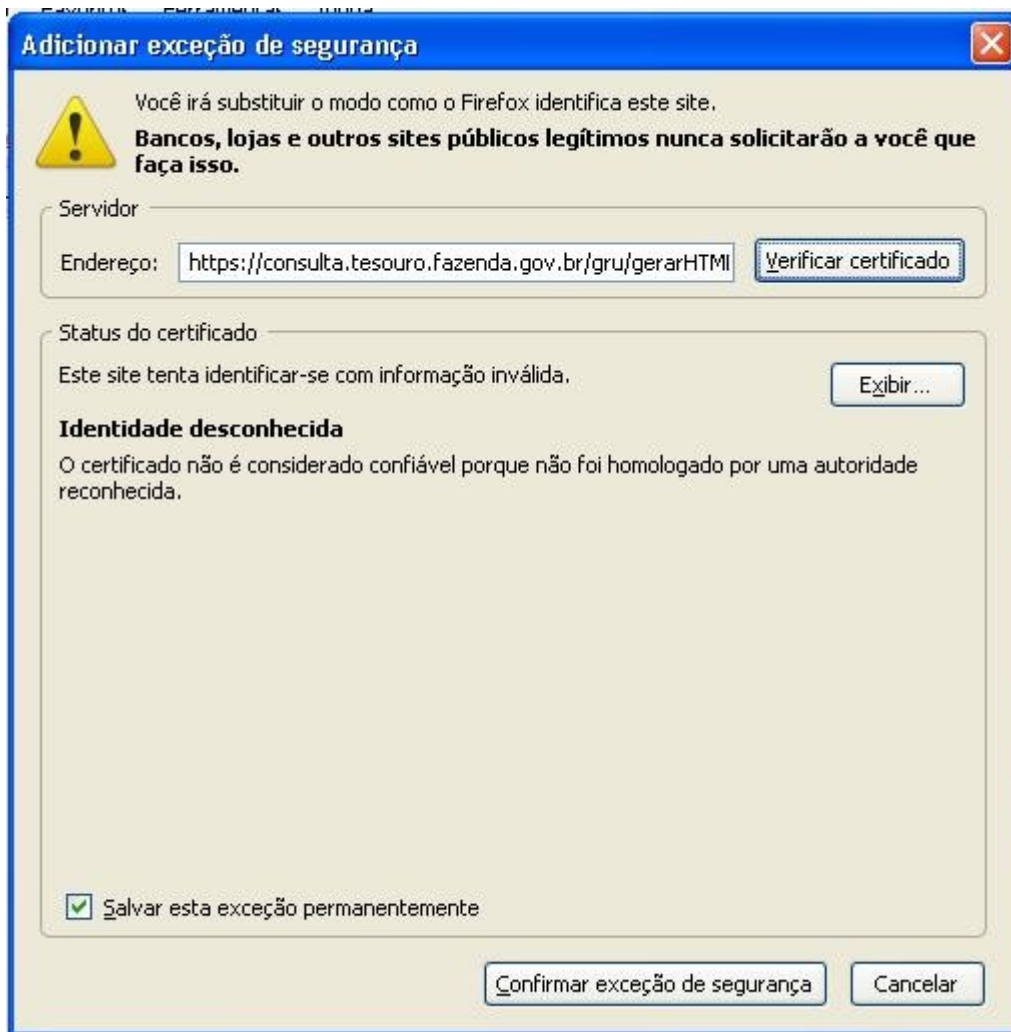 Adicionar exceção de segurança
Você irá substituir o modo como o Firefox identifica este site.
Bancos, lojas e outros sites públicos legítimos nunca solicitarão a você que
faça isso.
Servidor
Endereço: https://consulta.tesouro.fazenda.gov.br/gru/gerarHTMl Verificar certificado
Status do certificado
Este site tenta identificar-se com informação inválida.
Exibir...
Identidade desconhecida
O certificado não é considerado confiável porque não foi homologado por uma autoridade
reconhecida.
Salvar esta exceção permanentemente
Confirmar exceção de segurança Cancelar